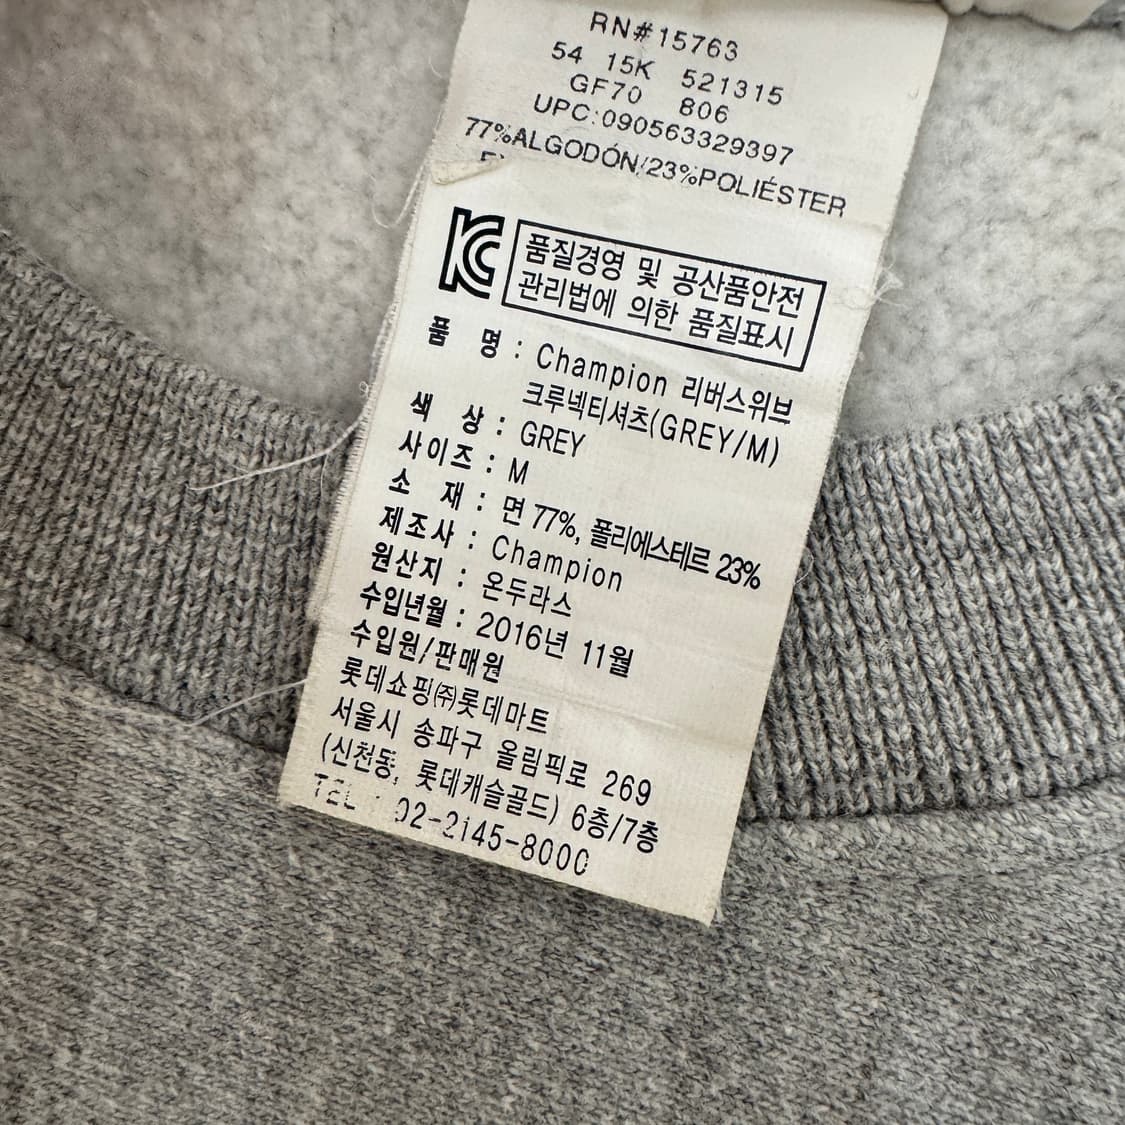 RN#15763
54 15K 521315
GF70 806
UPC:090563329397
77%ALGODÓN/23%POLIÉSTER
KC
품질경영 및 공산품안전
관리법에 의한 품질표시
품 명 : Champion 리버스위브
크루넥티셔츠(GREY/M)
색 상 : GREY
사이즈 : M
소 재 : 면 77%, 폴리에스테르 23%
제조사 : Champion
원산지 : 온두라스
수입년월 : 2016년 11월
수입원/판매원
롯데쇼핑㈜롯데마트
서울시 송파구 올림픽로 269
(신천동, 롯데캐슬골드) 6층/7층
TEL : 02-2145-8000